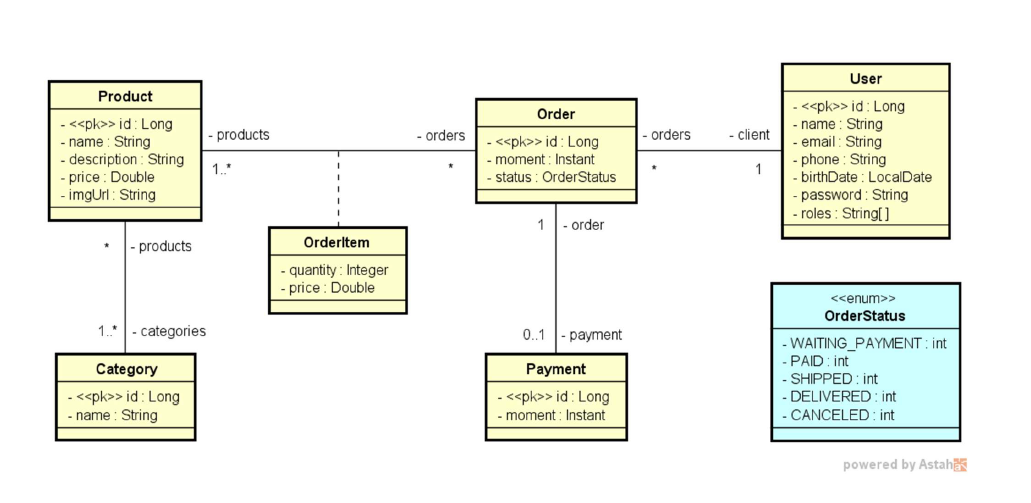 Product
- <<pk>> id : Long
- name : String
- description : String
- price : Double
- imgUrl : String
- products
1..*
- orders
*
Order
- <<pk>> id : Long
- moment : Instant
- status : OrderStatus
- orders
*
- client
1
User
- <<pk>> id : Long
- name : String
- email : String
- phone : String
- birthDate : LocalDate
- password : String
- roles : String[ ]
OrderItem
- quantity : Integer
- price : Double
* - products
1..* - categories
Category
- <<pk>> id : Long
- name : String
1 - order
0..1 - payment
Payment
- <<pk>> id : Long
- moment : Instant
<<enum>>
OrderStatus
- WAITING_PAYMENT : int
- PAID : int
- SHIPPED : int
- DELIVERED : int
- CANCELED : int
powered by Astah